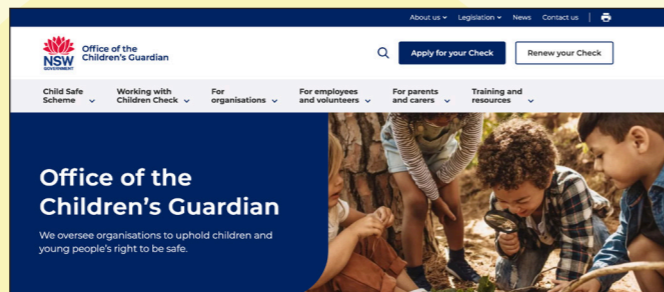 About us Legislation News Contact us
NSW
GOVERNMENT
Office of the
Children's Guardian
Apply for your Check
Renew your Check
Child Safe
Scheme
Working with
Children Check
For
organisations
For employees
and volunteers
For parents
and carers
Training and
resources
Office of the
Children's Guardian
We oversee organisations to uphold children and
young people's right to be safe.